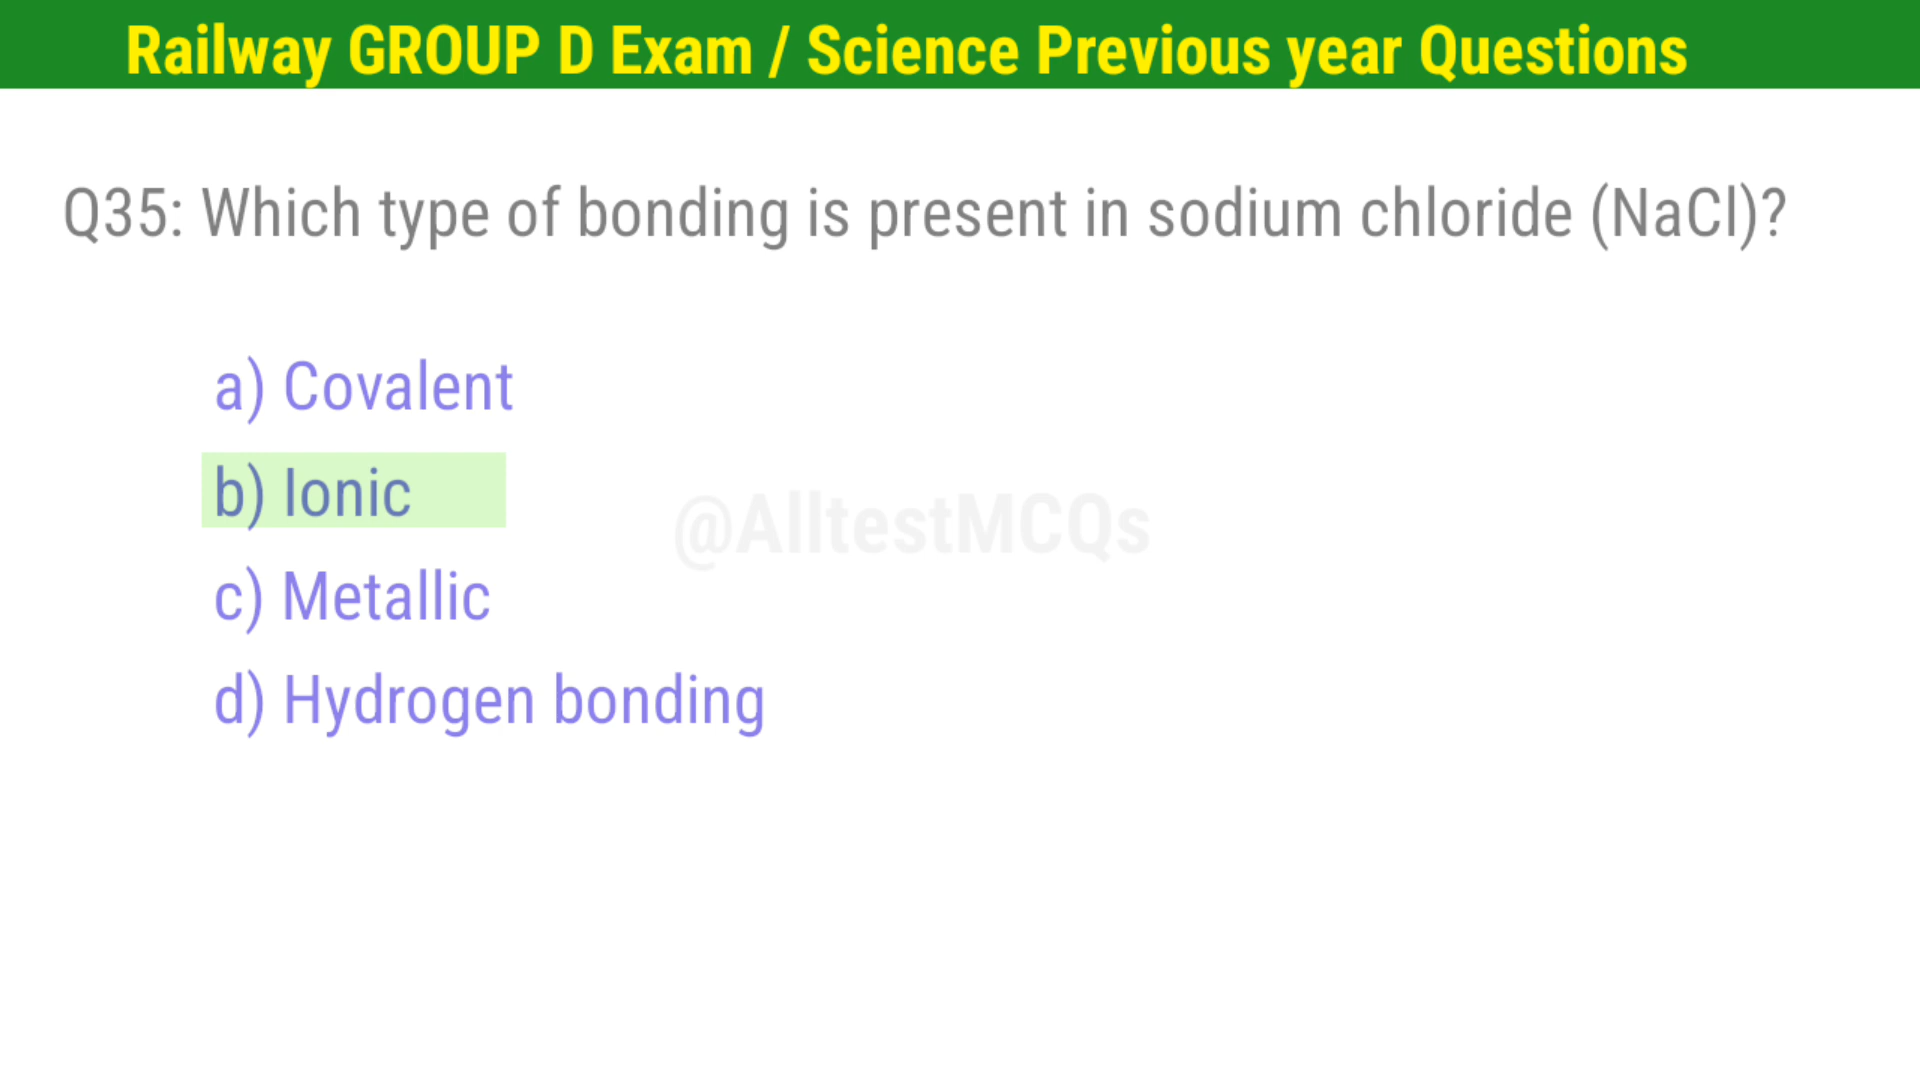 Railway GROUP D Exam / Science Previous year Questions
Q35: Which type of bonding is present in sodium chloride (NaCl)?
a) Covalent
b) Ionic
@AlltestMCQs
c) Metallic
d) Hydrogen bonding